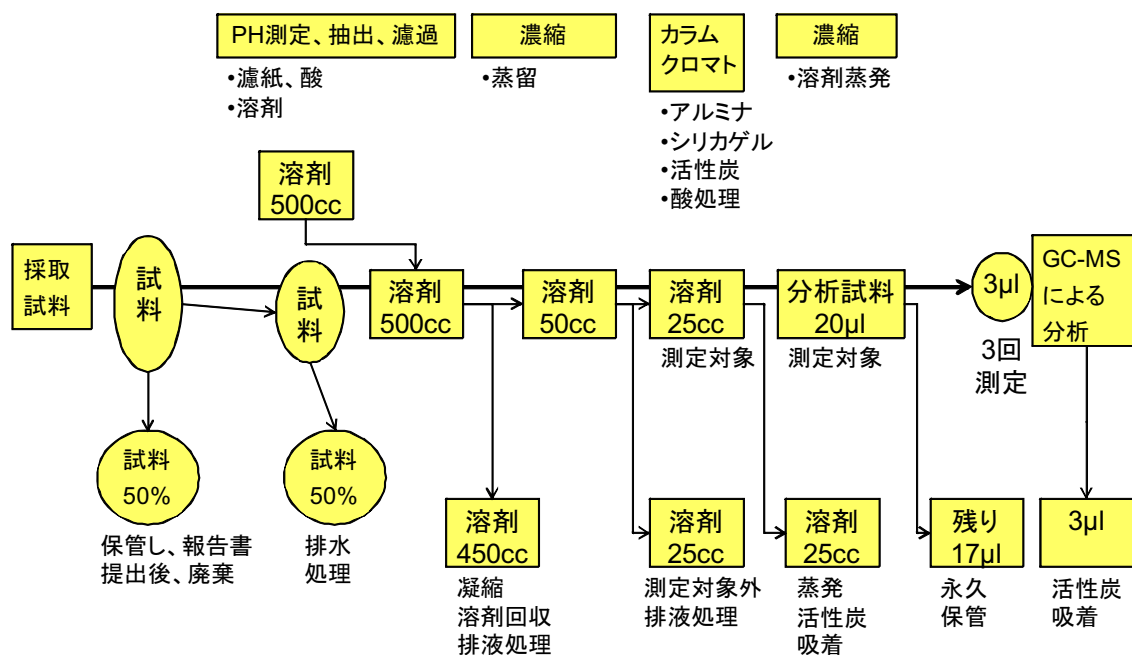 PH測定、抽出、濾過
•濾紙、酸
•溶剤
濃縮
•蒸留
カラム
クロマト
•アルミナ
•シリカゲル
•活性炭
•酸処理
濃縮
•溶剤蒸発
溶剤
500cc
採取
試料
試料
試料
溶剤
500cc
溶剤
50cc
溶剤
25cc
測定対象
分析試料
20μl
測定対象
3μl
3回
測定
GC-MS
による
分析
試料
50%
保管し、報告書
提出後、廃棄
試料
50%
排水
処理
溶剤
450cc
凝縮
溶剤回収
排液処理
溶剤
25cc
測定対象外
排液処理
溶剤
25cc
蒸発
活性炭
吸着
残り
17μl
永久
保管
3μl
活性炭
吸着